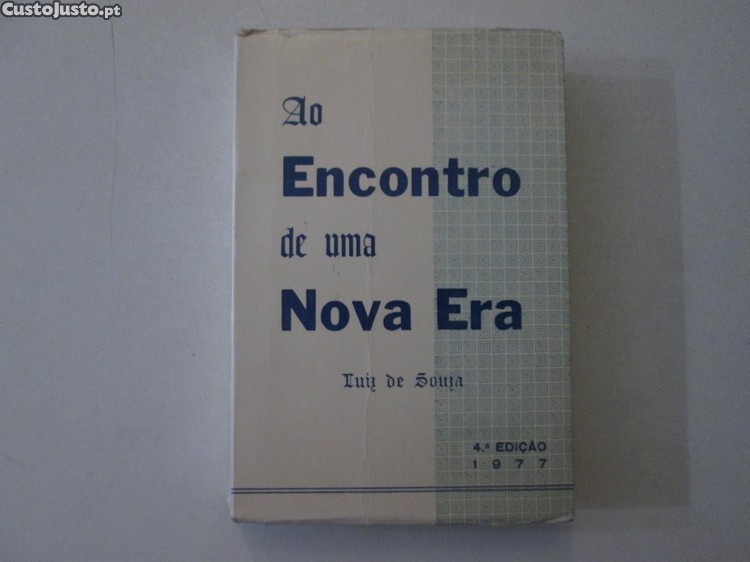 CustoJusto.pt
Ao
Encontro
de uma
Nova Era
Luiz de Souza
4.ª EDIÇÃO
1977